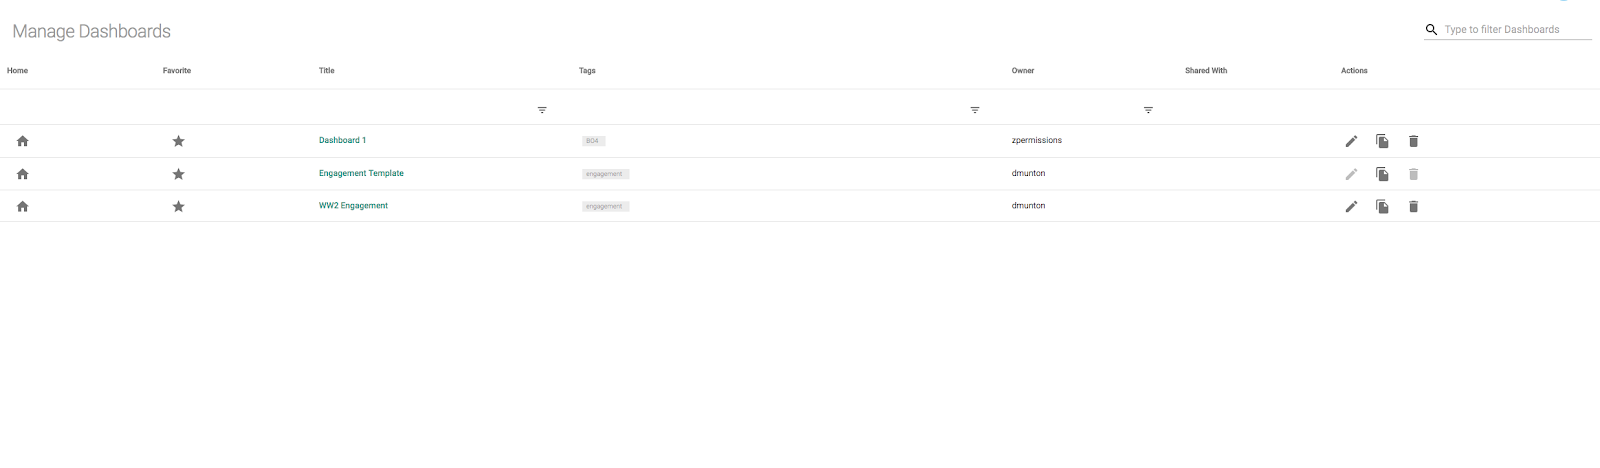 Manage Dashboards
Type to filter Dashboards
Home Favorite Title Tags Owner Shared With Actions
Dashboard 1 BO4 zpermissions
Engagement Template engagement dmunton
WW2 Engagement engagement dmunton